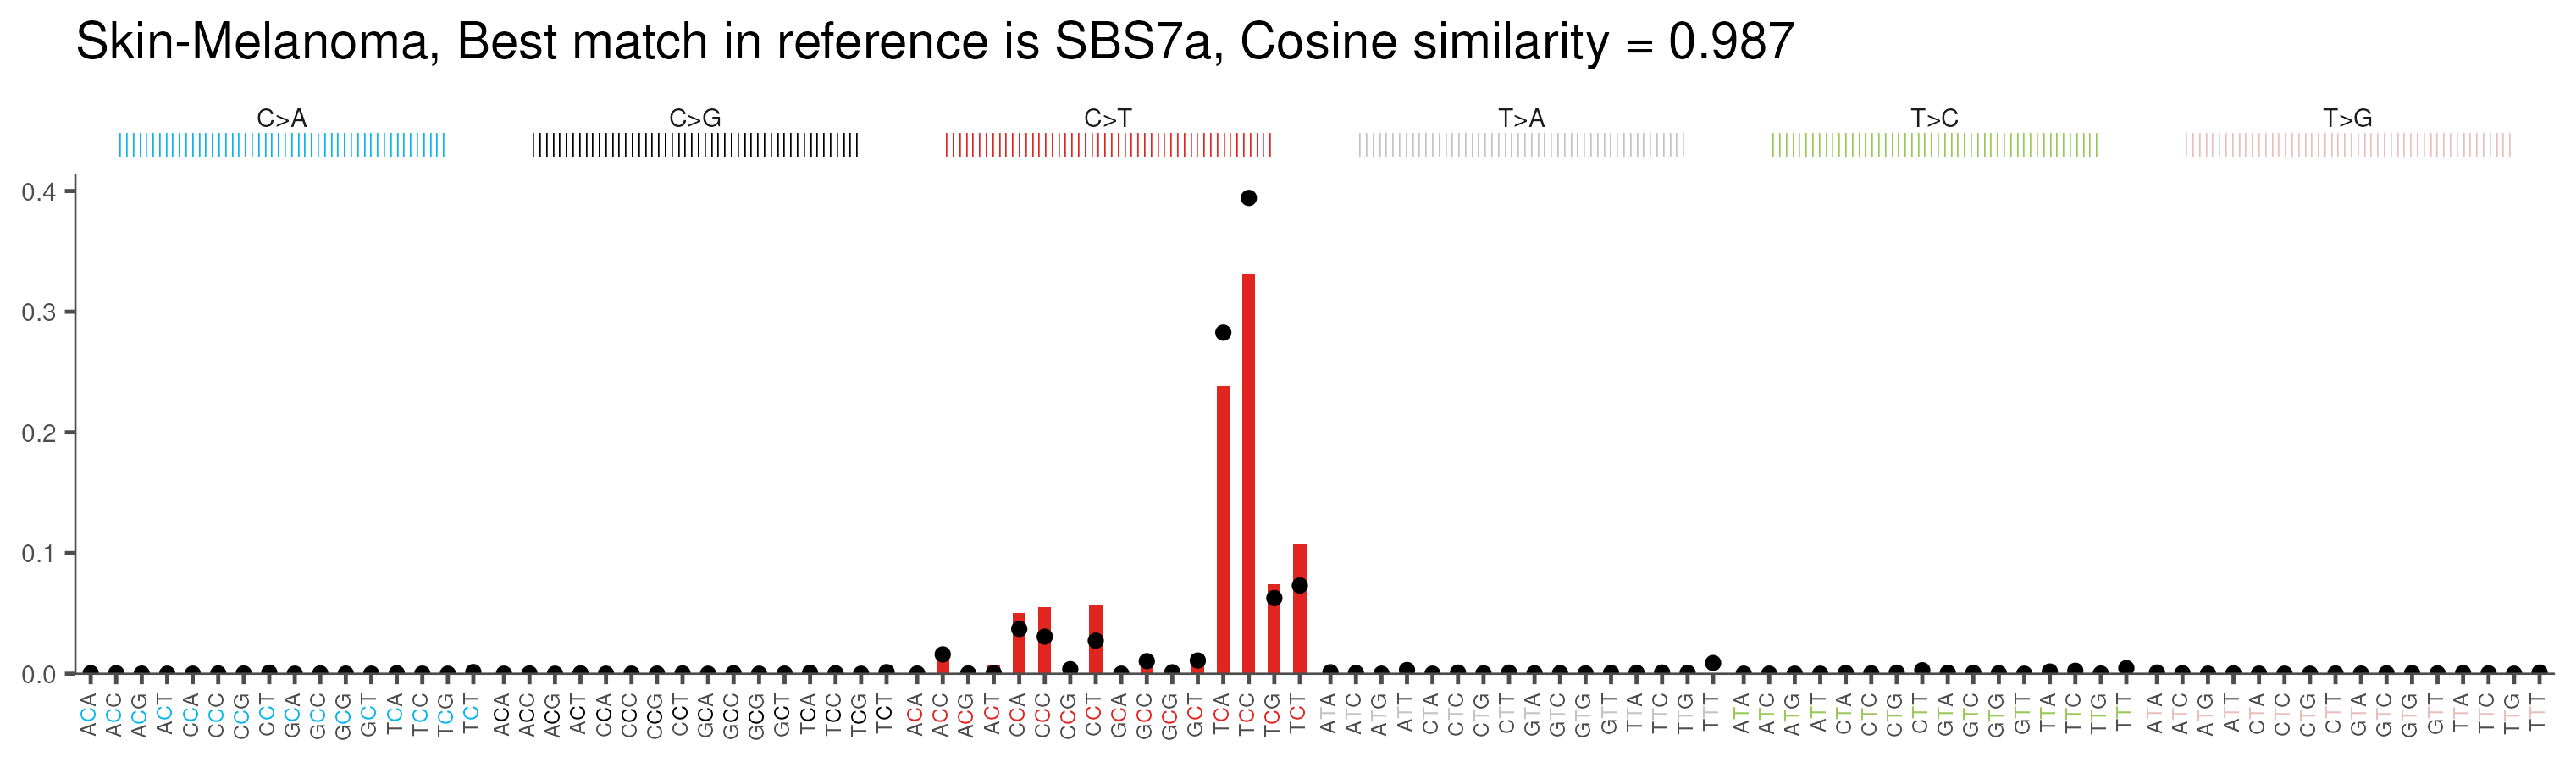 Skin-Melanoma, Best match in reference is SBS7a, Cosine similarity = 0.987
C>A C>G C>T T>A T>C T>G
0.4
0.3
0.2
0.1
0.0
ACA ACC ACG ACT CCA CCC CCG CCT GCA GCC GCG GCT TCA TCC TCG TCT ACA ACC ACG ACT CCA CCC CCG CCT GCA GCC GCG GCT TCA TCC TCG TCT ACA ACC ACG ACT CCA CCC CCG CCT GCA GCC GCG GCT TCA TCC TCG TCT ATA ATC ATG ATT CTA CTC CTG CTT GTA GTC GTG GTT TTA TTC TTG TTT ATA ATC ATG ATT CTA CTC CTG CTT GTA GTC GTG GTT TTA TTC TTG TTT ATA ATC ATG ATT CTA CTC CTG CTT GTA GTC GTG GTT TTA TTC TTG TTT